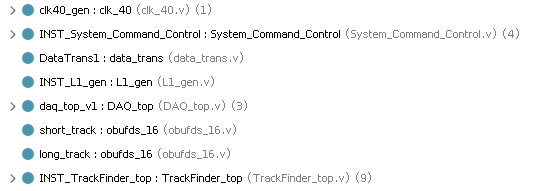 clk40_gen : clk_40 (clk_40.v) (1)
INST_System_Command_Control : System_Command_Control (System_Command_Control.v) (4)
DataTrans1 : data_trans (data_trans.v)
INST_L1_gen : L1_gen (L1_gen.v)
daq_top_v1 : DAQ_top (DAQ_top.v) (3)
short_track : obufds_16 (obufds_16.v)
long_track : obufds_16 (obufds_16.v)
INST_TrackFinder_top : TrackFinder_top (TrackFinder_top.v) (9)